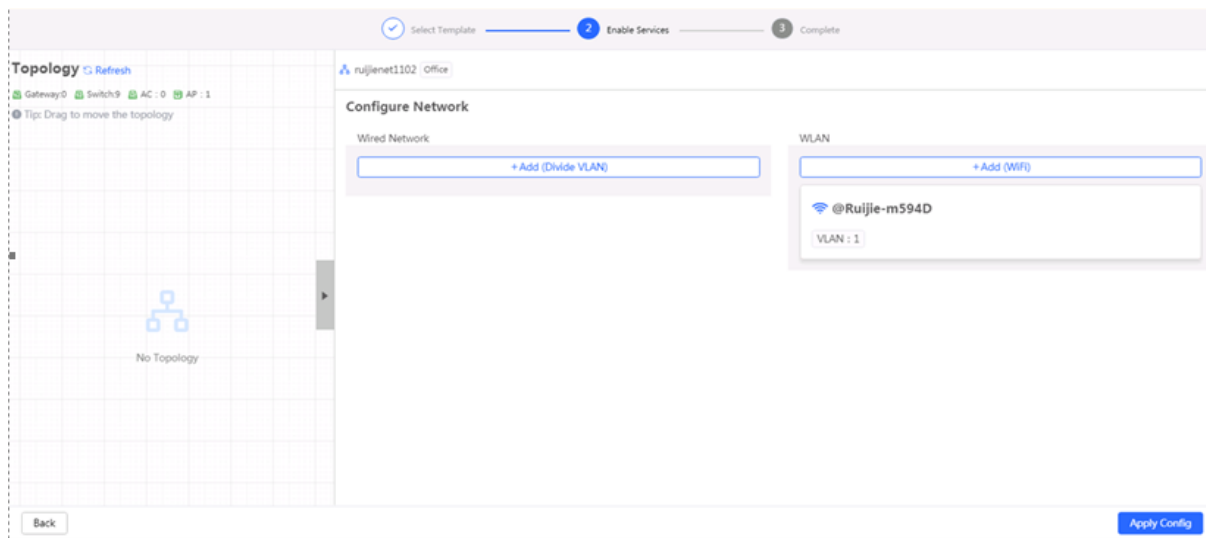 Select Template
2 Enable Services
3 Complete
Topology Refresh
Gateway:0 Switch:9 AC : 0 AP : 1
Tip: Drag to move the topology
No Topology
ruijienet1102 Office
Configure Network
Wired Network
+ Add (Divide VLAN)
WLAN
+ Add (WiFi)
@Ruijie-m594D
VLAN : 1
Back
Apply Config